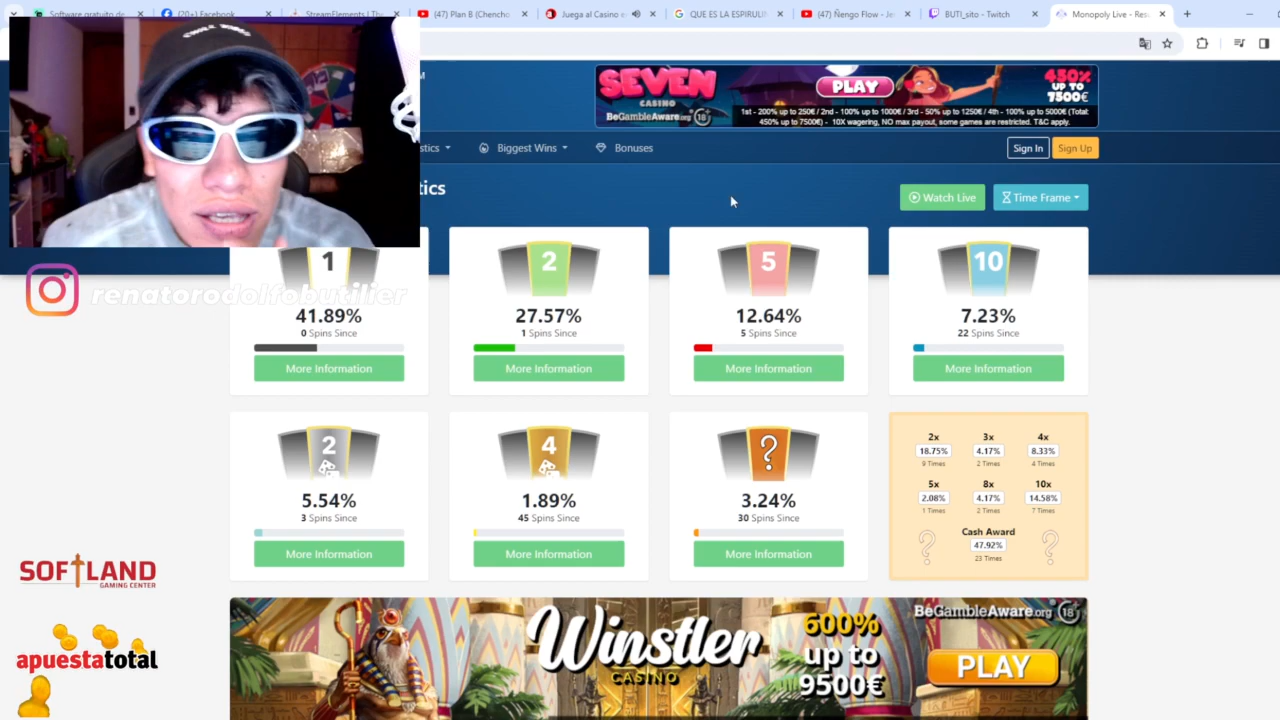 Software gratuito de
(20+) Facebook
StreamElements | The
(47) Plan B (Chencho
Juega al Casino en
QUE ES LA ESPIRULIN
(47) Ñengo Flow - Je
BUTI_sito - Twitch
Monopoly Live - Res
SEVEN
CASINO
BeGambleAware.org 18+
PLAY
450%
UP TO
7500€
1st - 200% up to 250€ / 2nd - 100% up to 1000€ / 3rd - 50% up to 1250€ / 4th - 100% up to 5000€ (Total:
450% up to 7500€) - 10X wagering, NO max payout, some games are restricted. T&C apply.
stics
Biggest Wins
Bonuses
Sign In
Sign Up
tics
Watch Live
Time Frame
renatorodolfobutilier
1
41.89%
0 Spins Since
More Information
2
27.57%
1 Spins Since
More Information
5
12.64%
5 Spins Since
More Information
10
7.23%
22 Spins Since
More Information
2
5.54%
3 Spins Since
More Information
4
1.89%
45 Spins Since
More Information
?
3.24%
30 Spins Since
More Information
2x
3x
4x
18.75%
4.17%
8.33%
9 Times
2 Times
4 Times
5x
8x
10x
2.08%
4.17%
14.58%
1 Times
2 Times
7 Times
Cash Award
? 47.92% ?
23 Times
SOFTLAND
GAMING CENTER
apuestatotal
Winstler
CASINO
600%
up to
9500€
BeGambleAware.org 18+
PLAY